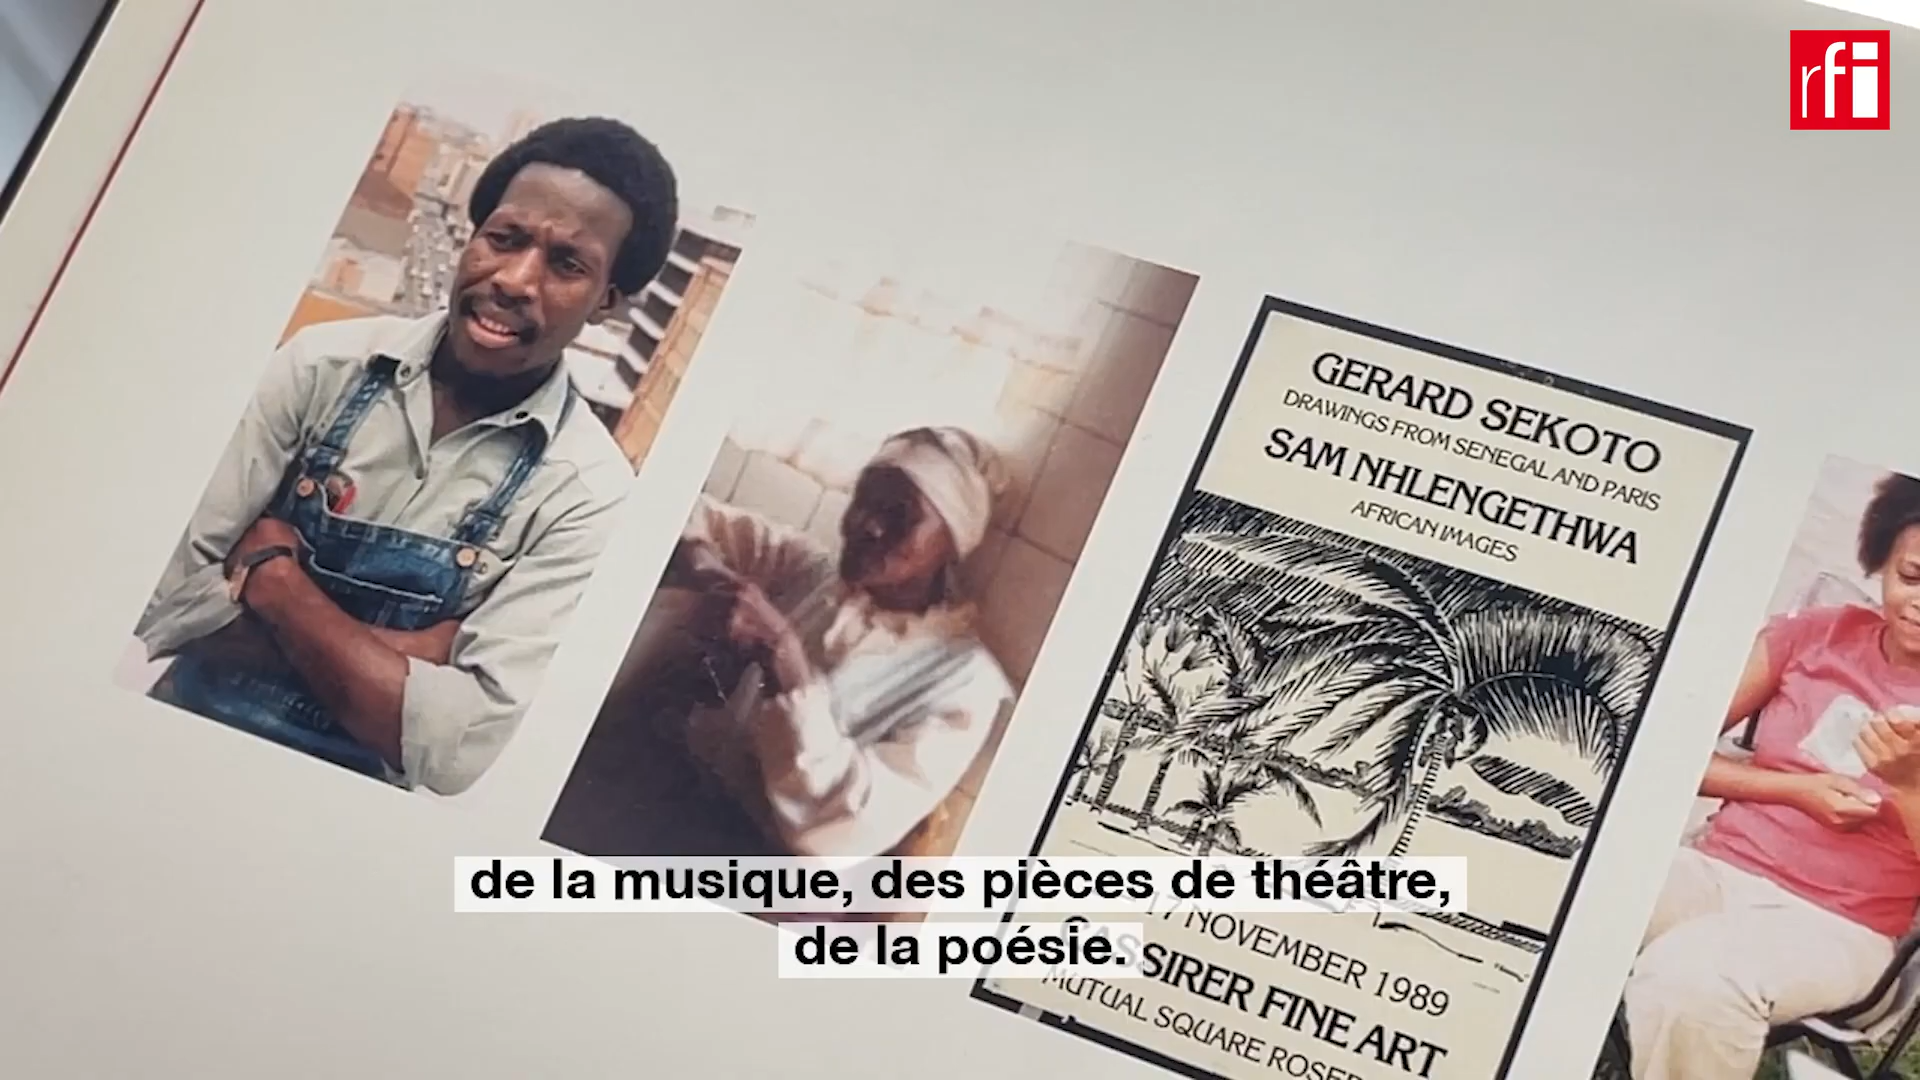 rfi
GERARD SEKOTO
DRAWINGS FROM SENEGAL AND PARIS
SAM NHLENGETHWA
AFRICAN IMAGES
17 NOVEMBER 1989
CASSIRER FINE ART
MUTUAL SQUARE
de la musique, des pièces de théâtre,
de la poésie.